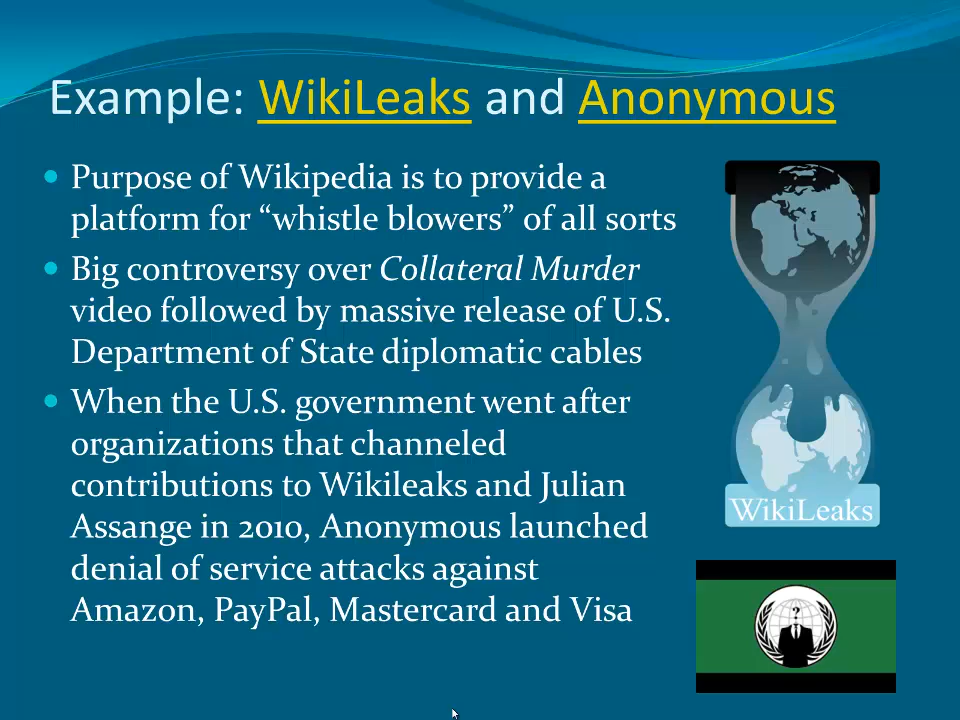 Example: WikiLeaks and Anonymous
Purpose of Wikipedia is to provide a
platform for “whistle blowers” of all sorts
Big controversy over Collateral Murder
video followed by massive release of U.S.
Department of State diplomatic cables
When the U.S. government went after
organizations that channeled
contributions to Wikileaks and Julian
Assange in 2010, Anonymous launched
denial of service attacks against
Amazon, PayPal, Mastercard and Visa
WikiLeaks
?